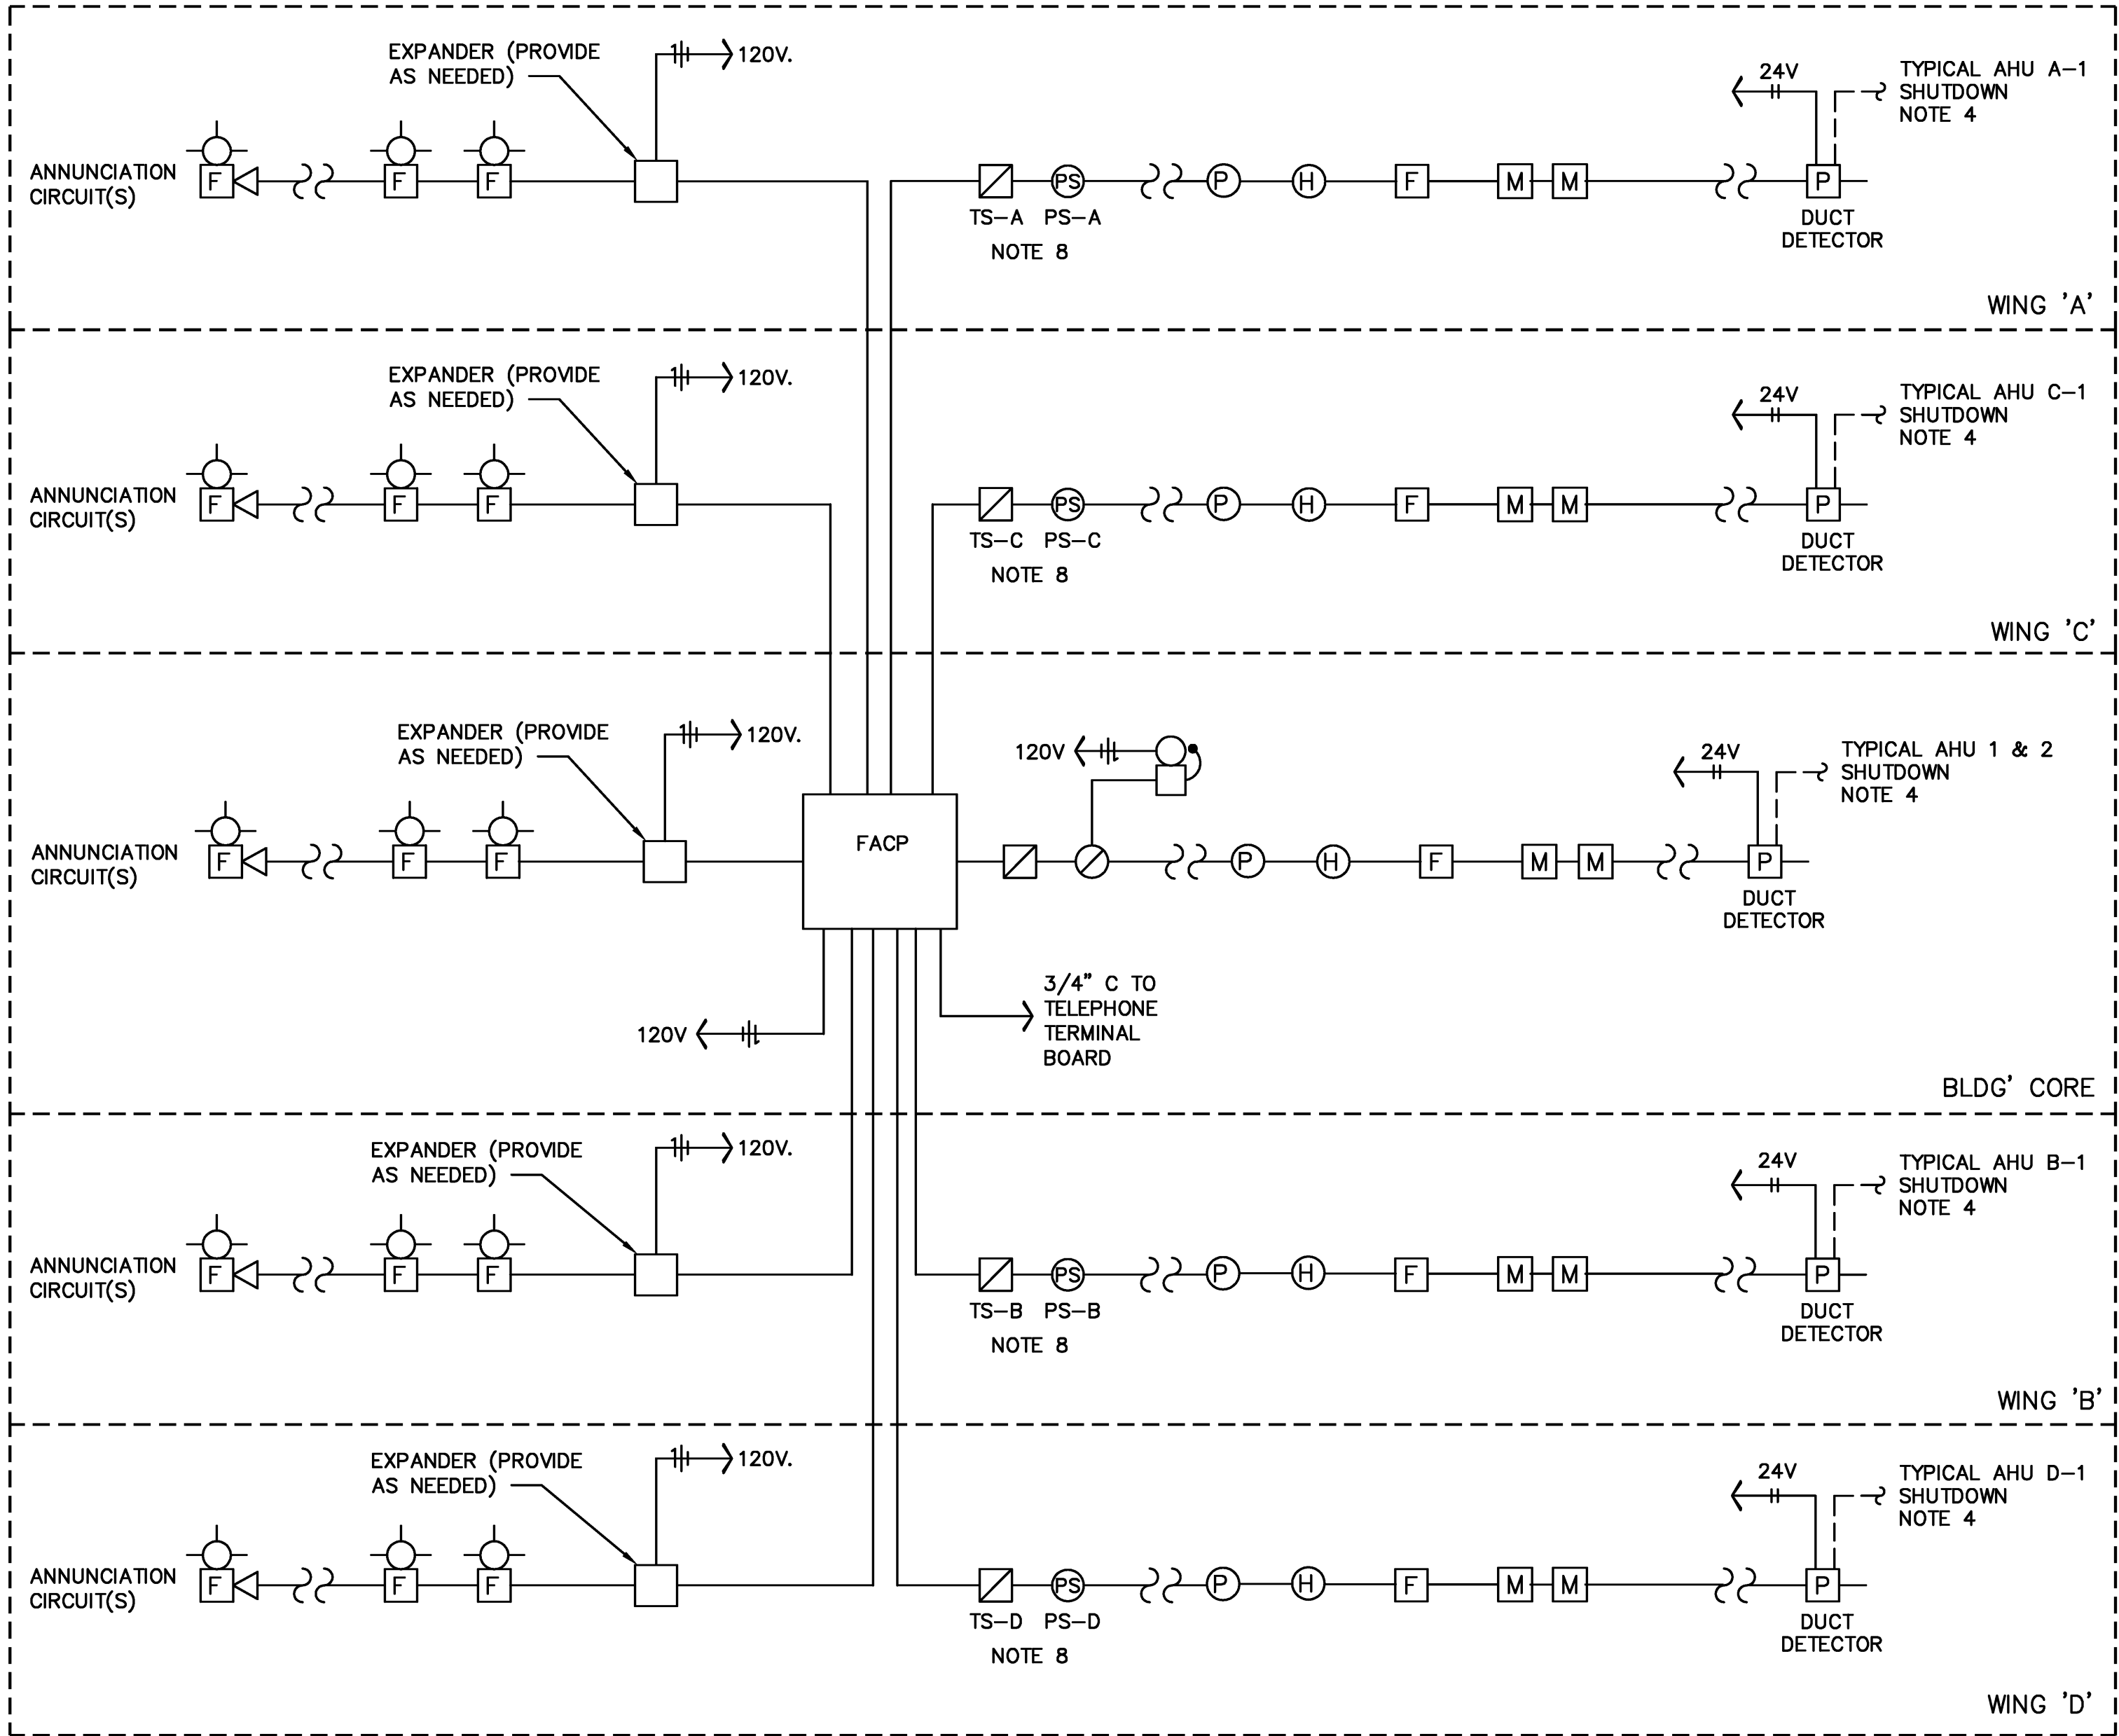 EXPANDER (PROVIDE
AS NEEDED)
120V.
ANNUNCIATION
CIRCUIT(S)
F
F
F
TS-A PS-A
NOTE 8
PS
P
H
F
M
M
24V
P
DUCT
DETECTOR
TYPICAL AHU A-1
SHUTDOWN
NOTE 4
WING 'A'
EXPANDER (PROVIDE
AS NEEDED)
120V.
ANNUNCIATION
CIRCUIT(S)
F
F
F
TS-C PS-C
NOTE 8
PS
P
H
F
M
M
24V
P
DUCT
DETECTOR
TYPICAL AHU C-1
SHUTDOWN
NOTE 4
WING 'C'
EXPANDER (PROVIDE
AS NEEDED)
120V.
ANNUNCIATION
CIRCUIT(S)
F
F
F
FACP
120V
P
H
F
M
M
24V
P
DUCT
DETECTOR
TYPICAL AHU 1 & 2
SHUTDOWN
NOTE 4
120V
3/4" C TO
TELEPHONE
TERMINAL
BOARD
BLDG' CORE
EXPANDER (PROVIDE
AS NEEDED)
120V.
ANNUNCIATION
CIRCUIT(S)
F
F
F
TS-B PS-B
NOTE 8
PS
P
H
F
M
M
24V
P
DUCT
DETECTOR
TYPICAL AHU B-1
SHUTDOWN
NOTE 4
WING 'B'
EXPANDER (PROVIDE
AS NEEDED)
120V.
ANNUNCIATION
CIRCUIT(S)
F
F
F
TS-D PS-D
NOTE 8
PS
P
H
F
M
M
24V
P
DUCT
DETECTOR
TYPICAL AHU D-1
SHUTDOWN
NOTE 4
WING 'D'